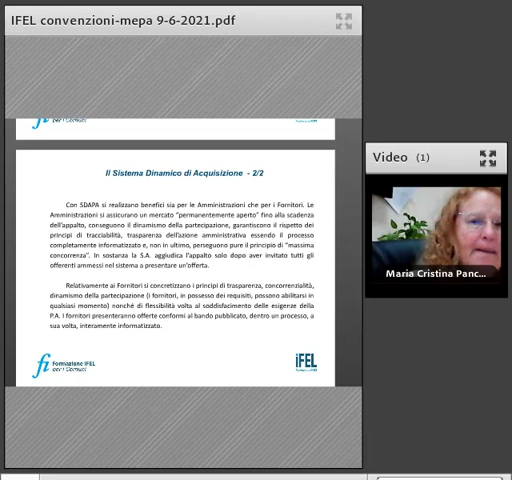 IFEL convenzioni-mepa 9-6-2021.pdf
Il Sistema Dinamico di Acquisizione - 2/2
Con SDAPA si realizzano benefici sia per le Amministrazioni che per i Fornitori. Le
Amministrazioni si assicurano un mercato "permanentemente aperto" fino alla scadenza
dell'appalto, conseguono il dinamismo della partecipazione, garantiscono il rispetto dei
principi di tracciabilità, trasparenza dell'azione amministrativa essendo il processo
completamente informatizzato e, non in ultimo, perseguono pure il principio di "massima
concorrenza". In sostanza la S.A. aggiudica l'appalto solo dopo aver invitato tutti gli
offerenti ammessi nel sistema a presentare un'offerta.
Relativamente ai Fornitori si concretizzano i principi di trasparenza, concorrenzialità,
dinamismo della partecipazione (i fornitori, in possesso dei requisiti, possono abilitarsi in
qualsiasi momento) nonché di flessibilità volta al soddisfacimento delle esigenze della
P.A. I fornitori presenteranno offerte conformi al bando pubblicato, dentro un processo, a
sua volta, interamente informatizzato.
fi Formazione IFEL
per i Comuni
iFEL
Video (1)
Maria Cristina Panc...